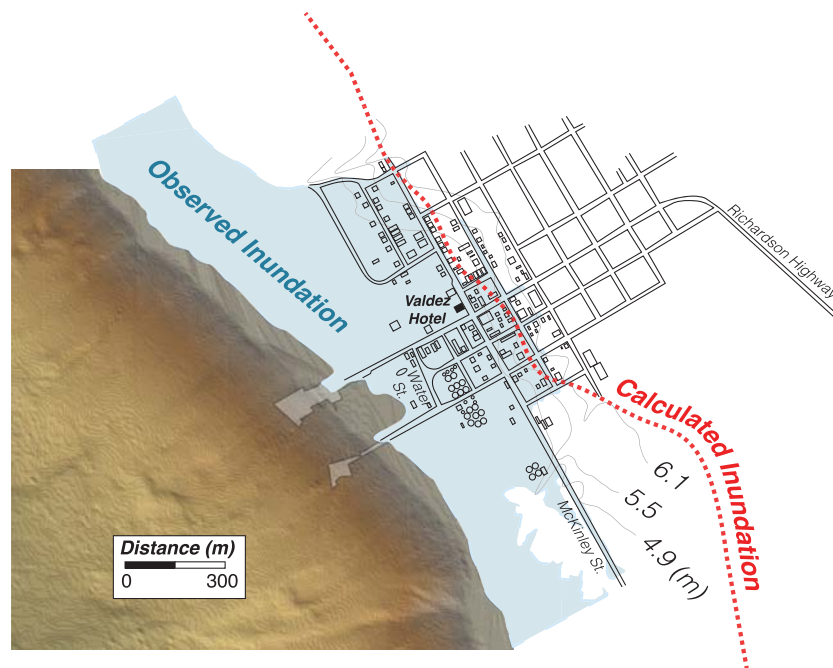 Observed Inundation
Richardson Highway
Valdez
Hotel
Water
St.
Calculated Inundation
6.1
5.5
4.9 (m)
McKinley St.
Distance (m)
0 300